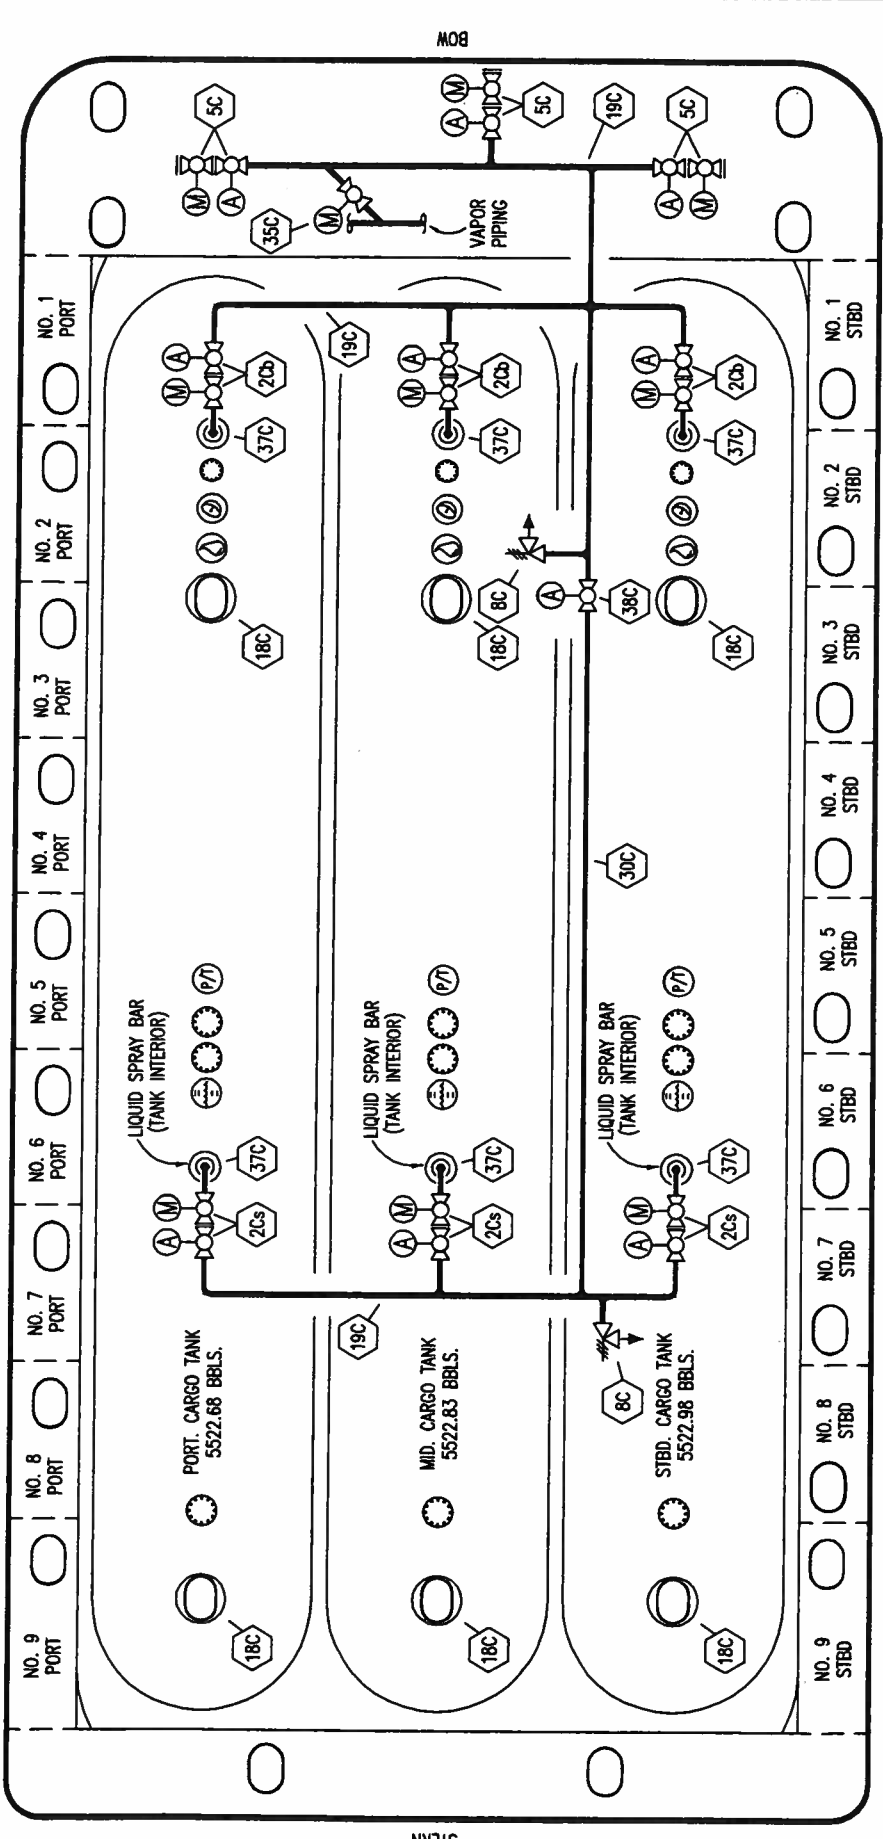 BOW
5C
M
A
A
M
5C
19C
5C
M
A
35C
M
VAPOR
PIPING
A
M
NO. 1
PORT
NO. 1
STBD
19C
A
M
2Cb
A
M
2Cb
A
M
2Cb
37C
37C
37C
NO. 2
PORT
NO. 2
STBD
8C
A
38C
18C
18C
18C
NO. 3
PORT
NO. 3
STBD
NO. 4
PORT
NO. 4
STBD
30C
NO. 5
PORT
NO. 5
STBD
P/T
P/T
P/T
LIQUID SPRAY BAR
(TANK INTERIOR)
LIQUID SPRAY BAR
(TANK INTERIOR)
LIQUID SPRAY BAR
(TANK INTERIOR)
NO. 6
PORT
NO. 6
STBD
37C
37C
37C
M
A
2Cs
M
A
2Cs
M
A
2Cs
NO. 7
PORT
NO. 7
STBD
19C
8C
PORT. CARGO TANK
5522.68 BBLS.
MID. CARGO TANK
5522.83 BBLS.
STBD. CARGO TANK
5522.98 BBLS.
NO. 8
PORT
NO. 8
STBD
18C
18C
18C
NO. 9
PORT
NO. 9
STBD